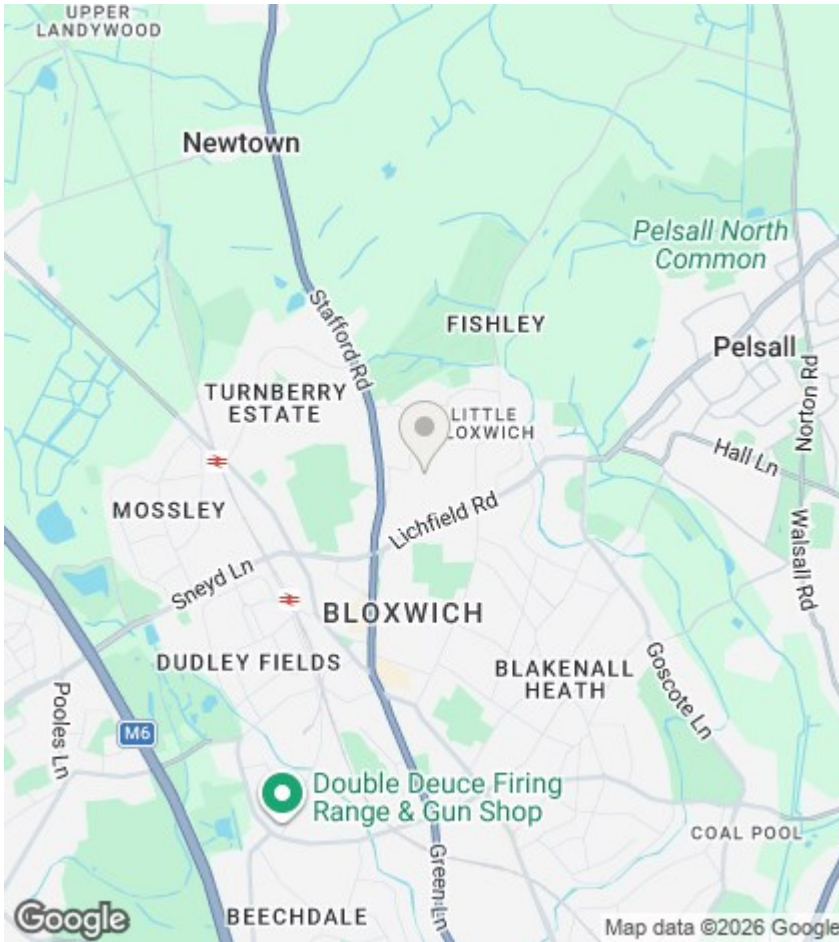 UPPER
LANDYWOOD
Newtown
Pelsall North
Common
Stafford Rd
FISHLEY
Pelsall
Norton Rd
TURNBERRY
ESTATE
LITTLE
LOXWICH
Hall Ln
MOSSLEY
Lichfield Rd
Walsall Rd
Sneyd Ln
BLOXWICH
DUDLEY FIELDS
BLAKENALL
HEATH
Goscote Ln
Pooles Ln
M6
Double Deuce Firing
Range & Gun Shop
COAL POOL
Green Ln
BEECHDALE
Google
Map data ©2026 Google